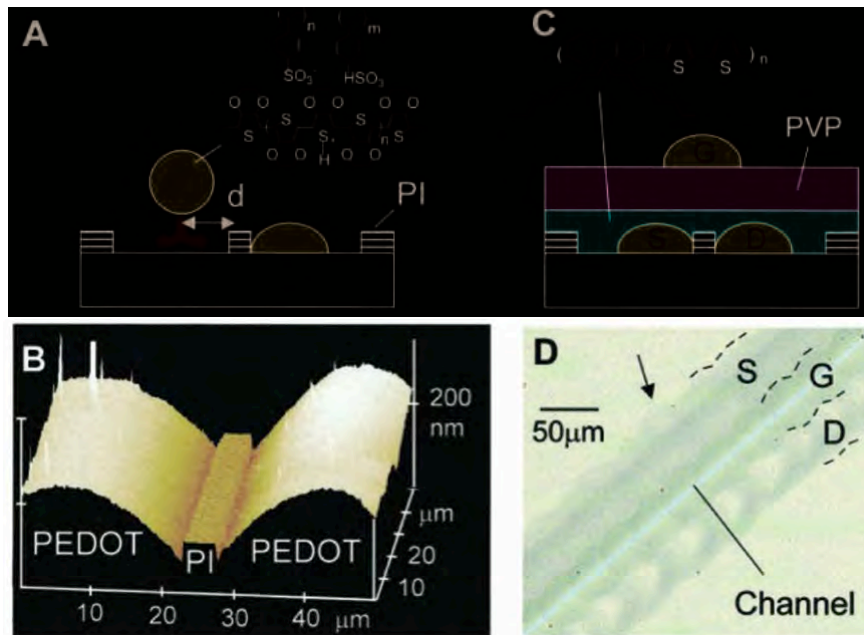 A
n m
SO3- HSO3
O O O O O
S S
S S+ n S
H
O O O O
d
PI
C
( )n
S S
G
PVP
S D
B
200
nm
PEDOT PI PEDOT
μm
20
10
10 20 30 40 μm
D
S
G
D
50μm
Channel